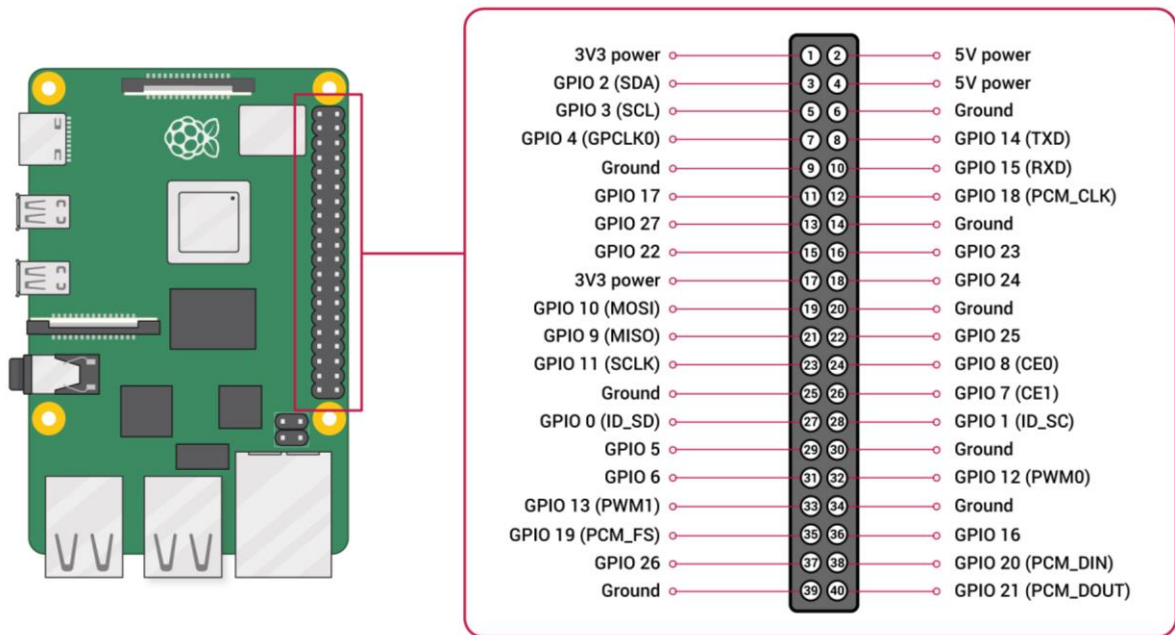 3V3 power 1 2 5V power
GPIO 2 (SDA) 3 4 5V power
GPIO 3 (SCL) 5 6 Ground
GPIO 4 (GPCLK0) 7 8 GPIO 14 (TXD)
Ground 9 10 GPIO 15 (RXD)
GPIO 17 11 12 GPIO 18 (PCM_CLK)
GPIO 27 13 14 Ground
GPIO 22 15 16 GPIO 23
3V3 power 17 18 GPIO 24
GPIO 10 (MOSI) 19 20 Ground
GPIO 9 (MISO) 21 22 GPIO 25
GPIO 11 (SCLK) 23 24 GPIO 8 (CE0)
Ground 25 26 GPIO 7 (CE1)
GPIO 0 (ID_SD) 27 28 GPIO 1 (ID_SC)
GPIO 5 29 30 Ground
GPIO 6 31 32 GPIO 12 (PWM0)
GPIO 13 (PWM1) 33 34 Ground
GPIO 19 (PCM_FS) 35 36 GPIO 16
GPIO 26 37 38 GPIO 20 (PCM_DIN)
Ground 39 40 GPIO 21 (PCM_DOUT)